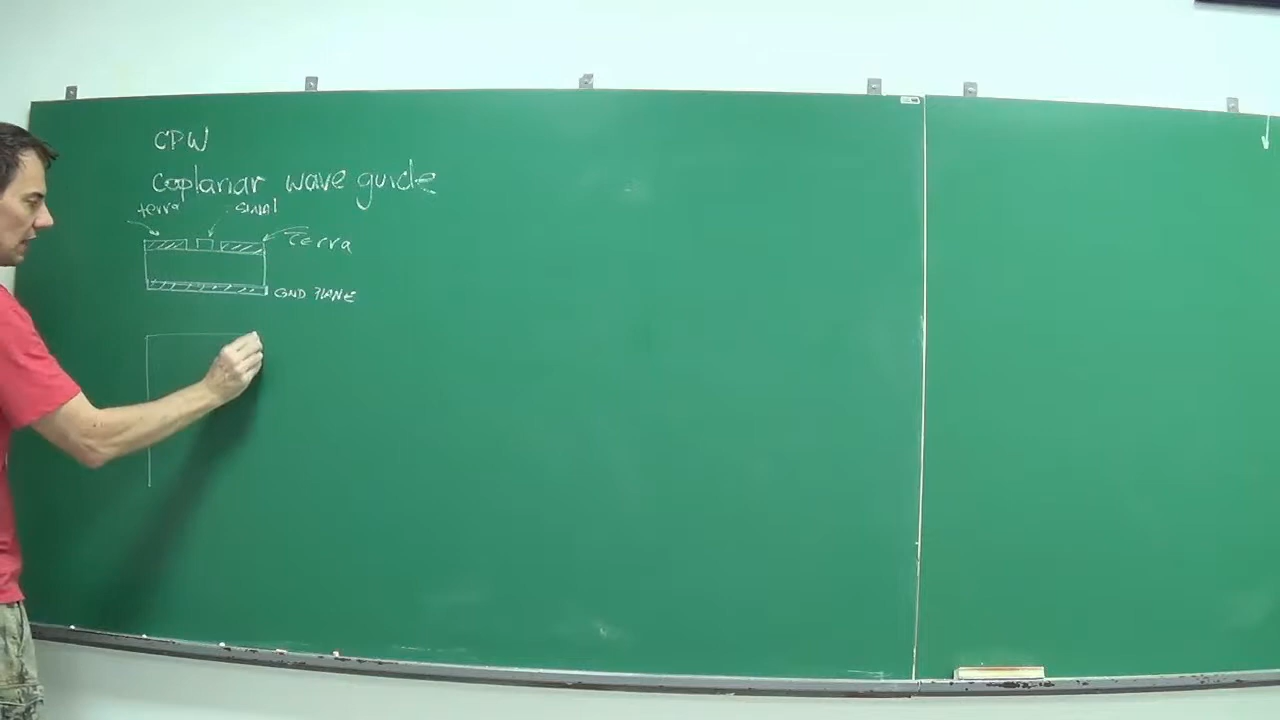 CPW
coplanar wave guide
terra sinal
Terra
GND PLANE